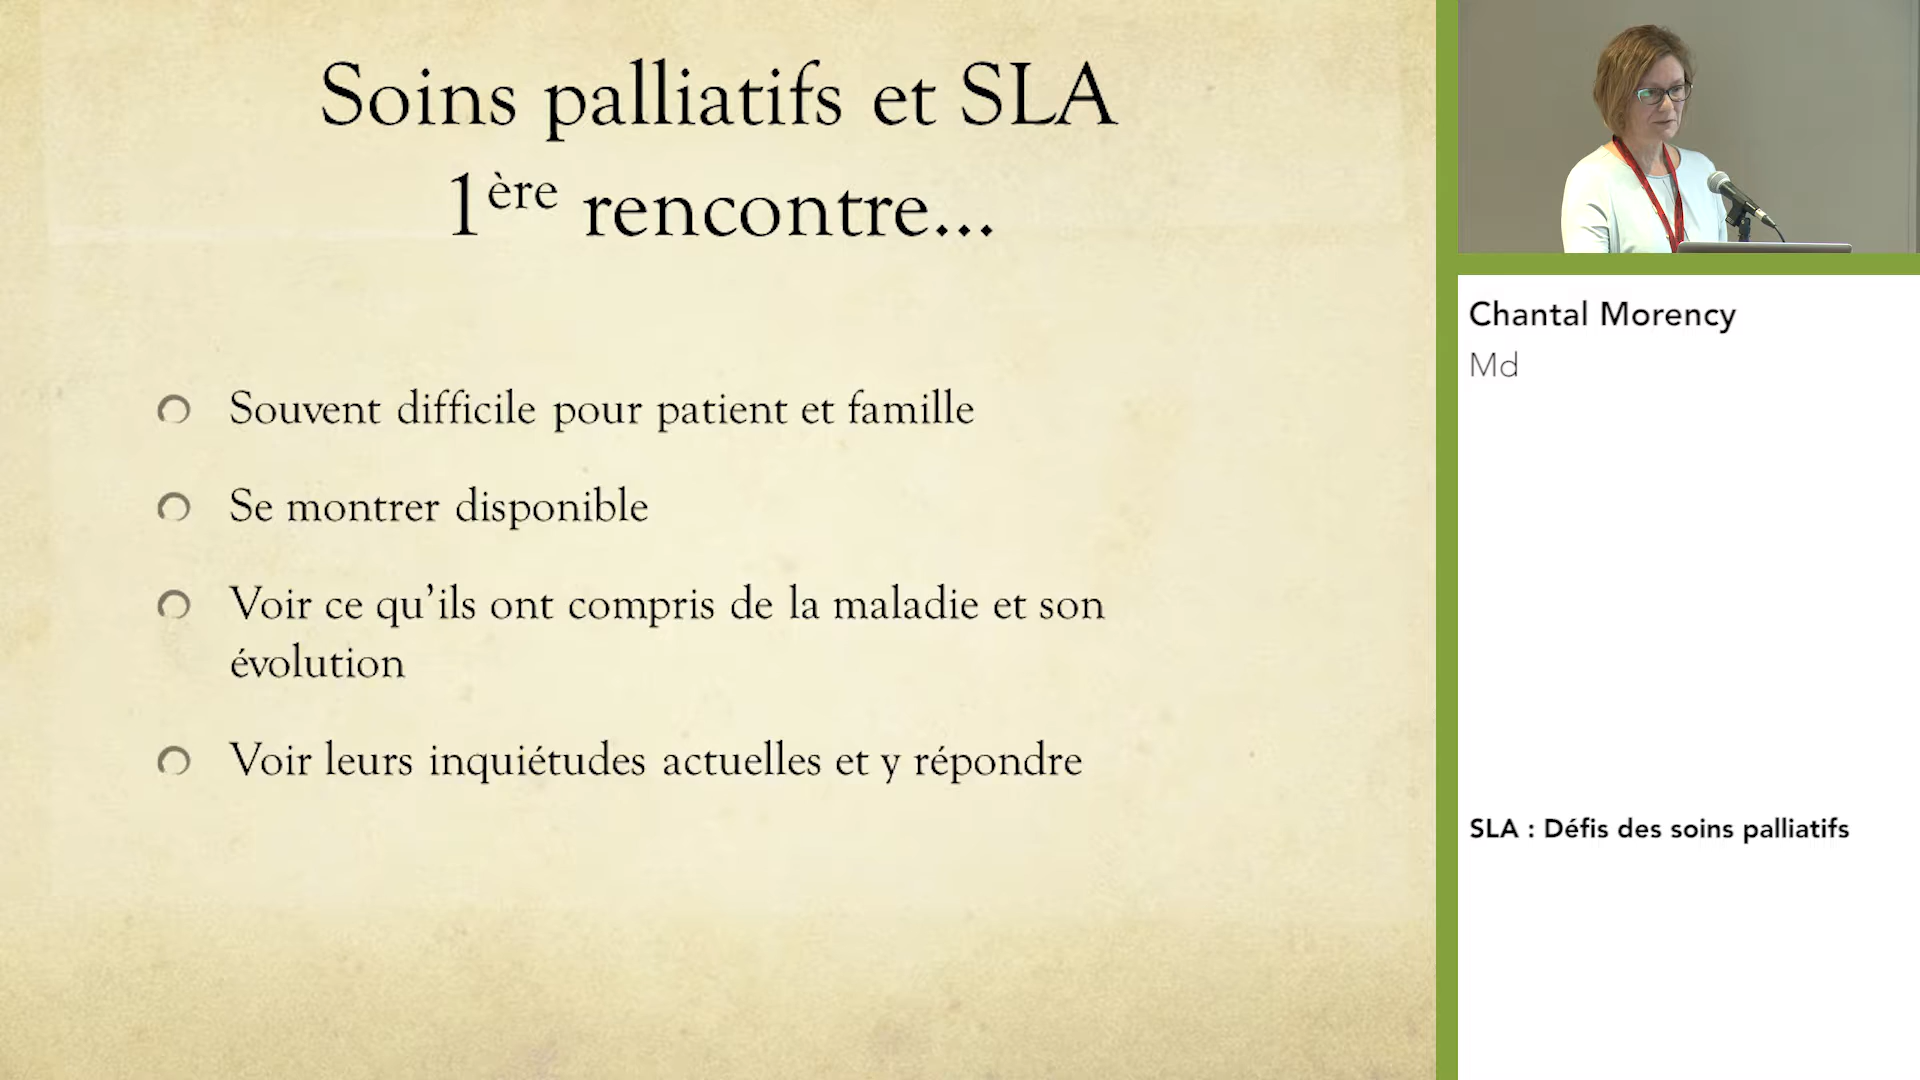 Soins palliatifs et SLA
1ère rencontre...
Souvent difficile pour patient et famille
Se montrer disponible
Voir ce qu’ils ont compris de la maladie et son
évolution
Voir leurs inquiétudes actuelles et y répondre
Chantal Morency
Md
SLA : Défis des soins palliatifs